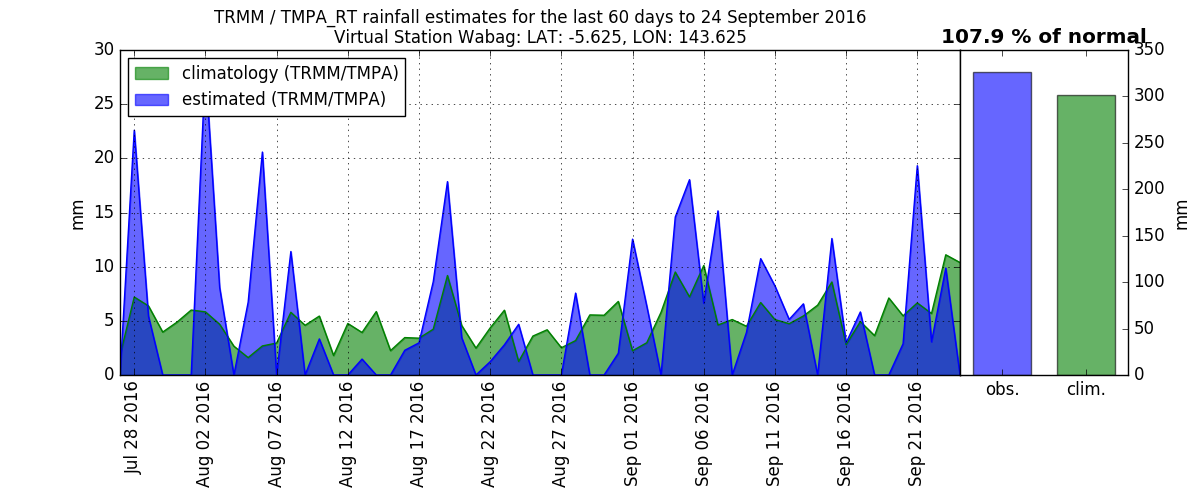 TRMM / TMPA_RT rainfall estimates for the last 60 days to 24 September 2016
Virtual Station Wabag: LAT: -5.625, LON: 143.625
107.9 % of normal
climatology (TRMM/TMPA)
estimated (TRMM/TMPA)
mm
30
25
20
15
10
5
0
Jul 28 2016
Aug 02 2016
Aug 07 2016
Aug 12 2016
Aug 17 2016
Aug 22 2016
Aug 27 2016
Sep 01 2016
Sep 06 2016
Sep 11 2016
Sep 16 2016
Sep 21 2016
obs.
clim.
350
300
250
200
150
100
50
0
mm